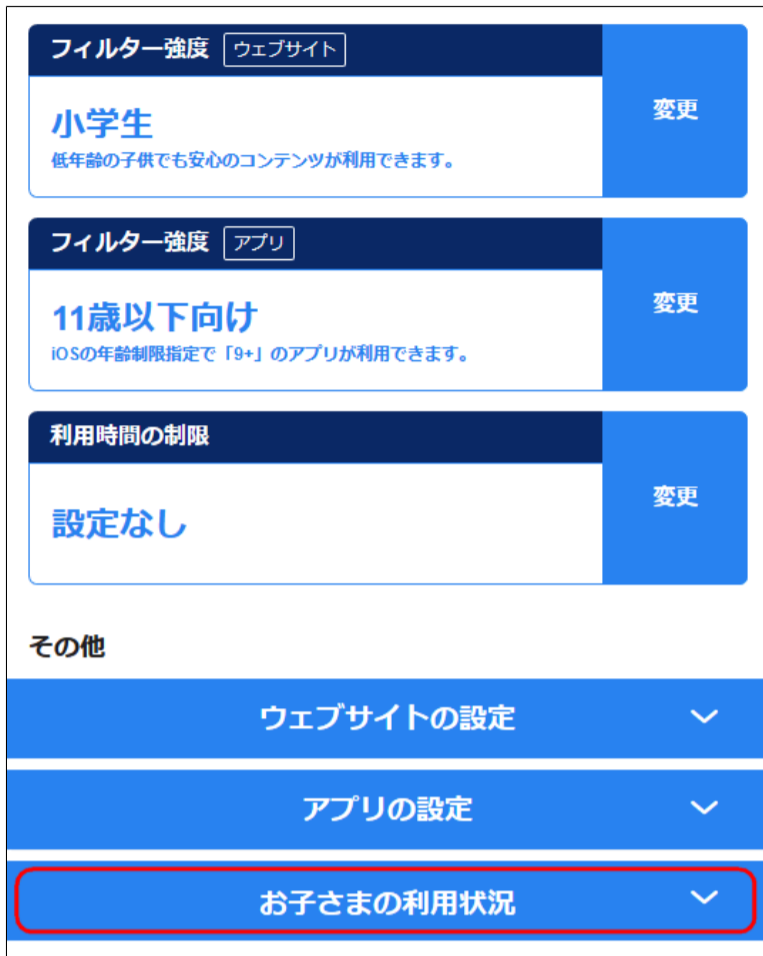 フィルター強度 ウェブサイト
小学生
低年齢の子供でも安心のコンテンツが利用できます。
変更
フィルター強度 アプリ
11歳以下向け
iOSの年齢制限指定で「9+」のアプリが利用できます。
変更
利用時間の制限
設定なし
変更
その他
ウェブサイトの設定
アプリの設定
お子さまの利用状況